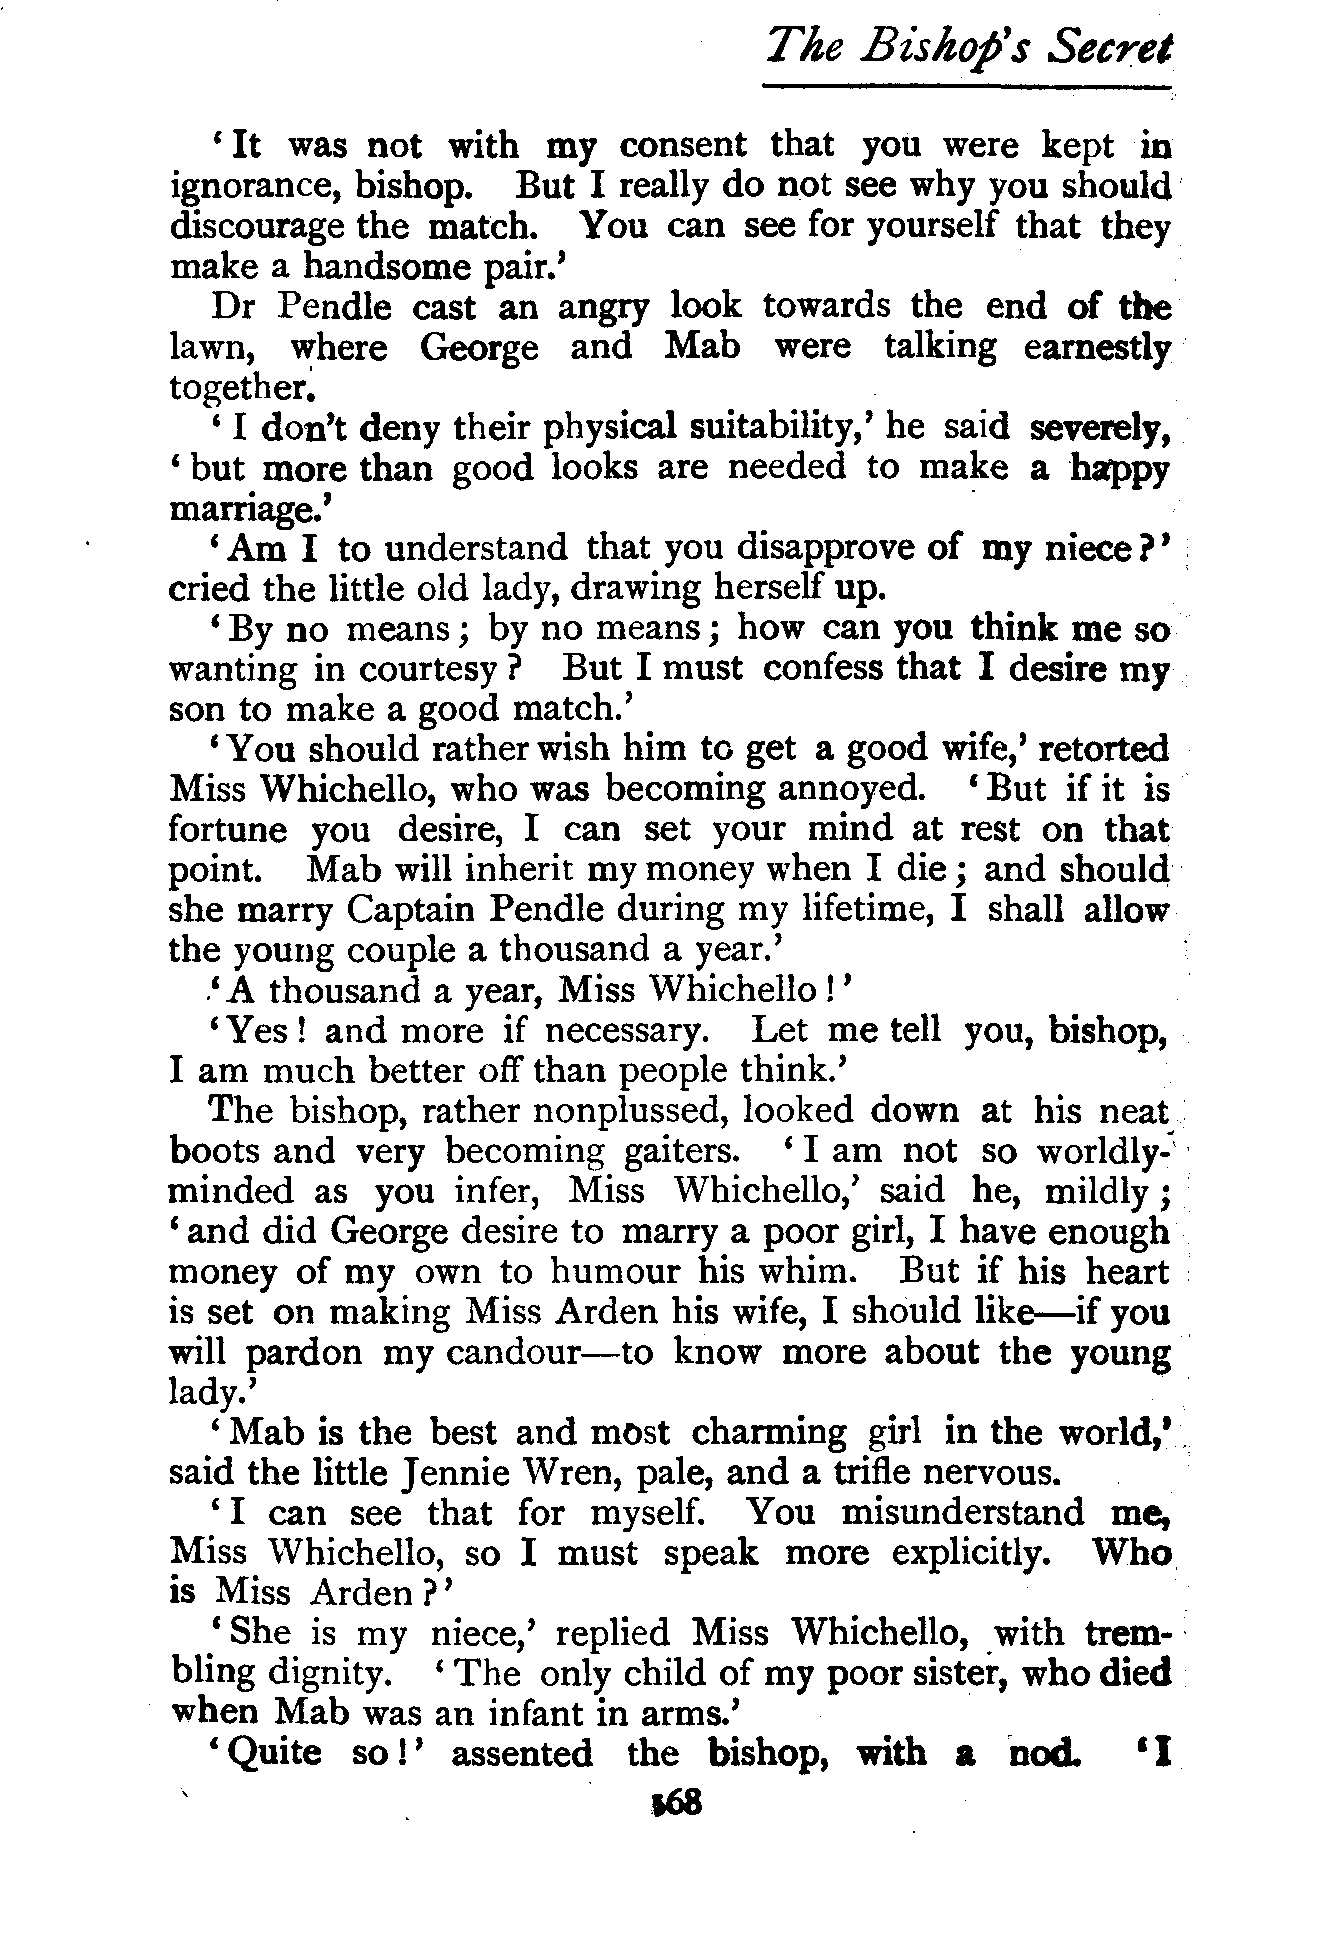 The Bishop's Secret
‘It was not with my consent that you were kept in
ignorance, bishop. But I really do not see why you should
discourage the match. You can see for yourself that they
make a handsome pair.’
Dr Pendle cast an angry look towards the end of the
lawn, where George and Mab were talking earnestly
together.
‘I don't deny their physical suitability,’ he said severely,
‘but more than good looks are needed to make a happy
marriage.’
‘Am I to understand that you disapprove of my niece?’
cried the little old lady, drawing herself up.
‘By no means; by no means; how can you think me so
wanting in courtesy? But I must confess that I desire my
son to make a good match.’
‘You should rather wish him to get a good wife,’ retorted
Miss Whichello, who was becoming annoyed. ‘But if it is
fortune you desire, I can set your mind at rest on that
point. Mab will inherit my money when I die; and should
she marry Captain Pendle during my lifetime, I shall allow
the young couple a thousand a year.’
‘A thousand a year, Miss Whichello!’
‘Yes! and more if necessary. Let me tell you, bishop,
I am much better off than people think.’
The bishop, rather nonplussed, looked down at his neat
boots and very becoming gaiters. ‘I am not so worldly-
minded as you infer, Miss Whichello,’ said he, mildly;
‘and did George desire to marry a poor girl, I have enough
money of my own to humour his whim. But if his heart
is set on making Miss Arden his wife, I should like—if you
will pardon my candour—to know more about the young
lady.’
‘Mab is the best and most charming girl in the world,’
said the little Jennie Wren, pale, and a trifle nervous.
‘I can see that for myself. You misunderstand me,
Miss Whichello, so I must speak more explicitly. Who
is Miss Arden?’
‘She is my niece,’ replied Miss Whichello, with trem-
bling dignity. ‘The only child of my poor sister, who died
when Mab was an infant in arms.’
‘Quite so!’ assented the bishop, with a nod. ‘I
168